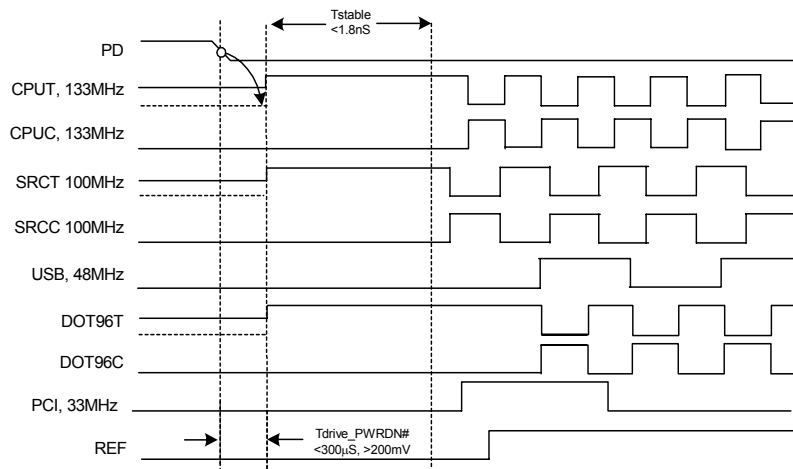 Tstable
<1.8nS
PD
CPUT, 133MHz
CPUC, 133MHz
SRCT 100MHz
SRCC 100MHz
USB, 48MHz
DOT96T
DOT96C
PCI, 33MHz
Tdrive_PWRDN#
<300µS, >200mV
REF